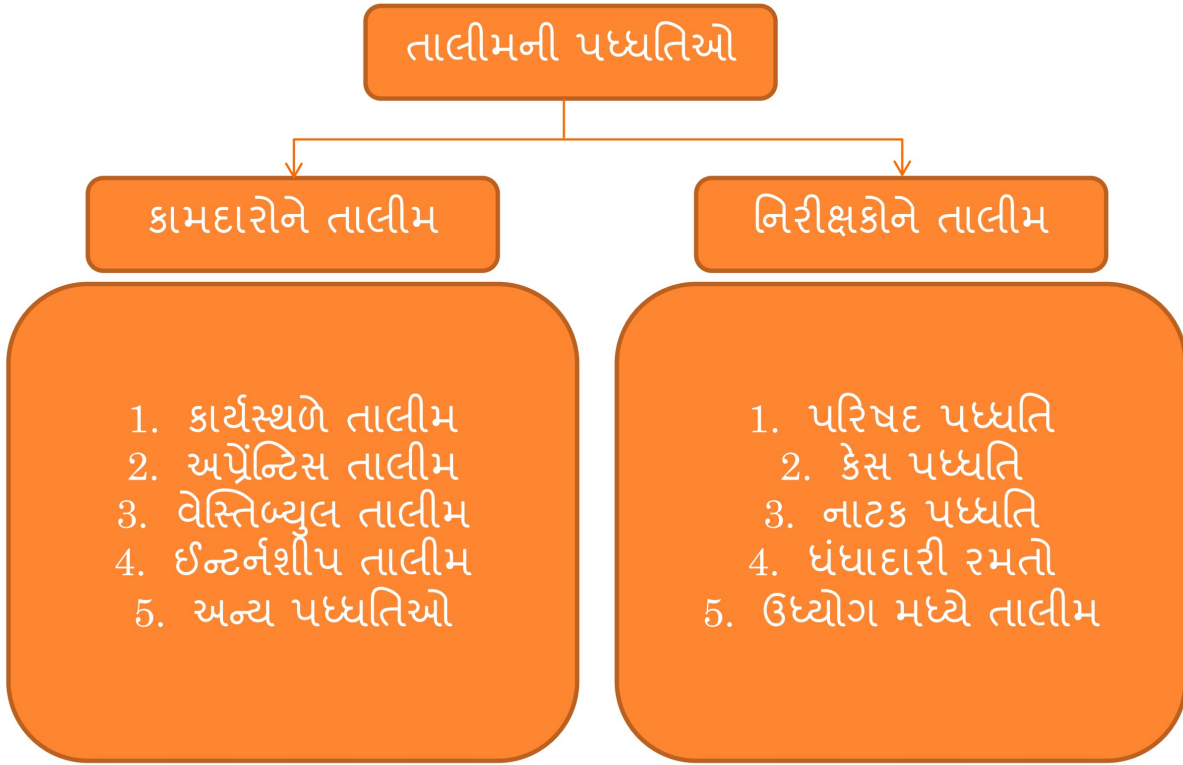 તાલીમની પધ્ધતિઓ
કામદારોને તાલીમ
1. કાર્યસ્થળે તાલીમ
2. અપ્રેંન્ટિસ તાલીમ
3. વેસ્તિબ્યુલ તાલીમ
4. ઈન્ટર્નશીપ તાલીમ
5. અન્ય પધ્ધતિઓ
નિરીક્ષકોને તાલીમ
1. પરિષદ પધ્ધતિ
2. કેસ પધ્ધતિ
3. નાટક પધ્ધતિ
4. ધંધાદારી રમતો
5. ઉધ્યોગ મધ્યે તાલીમ